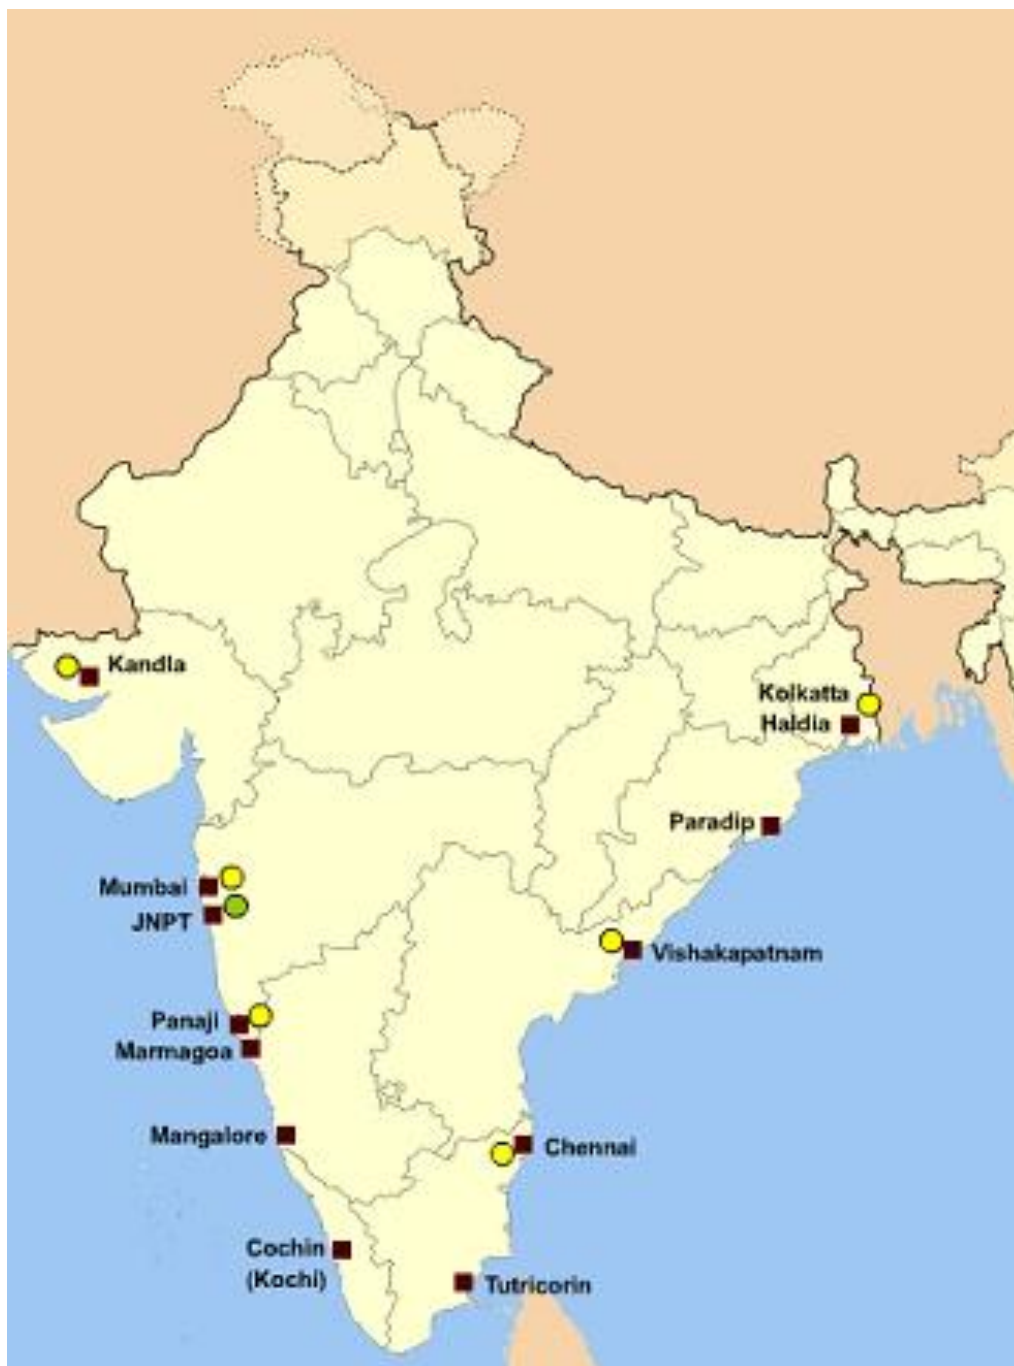 Kandla
Kolkatta
Haldia
Paradip
Mumbai
JNPT
Vishakapatnam
Panaji
Marmagoa
Mangalore
Chennai
Cochin
(Kochi)
Tutricorin